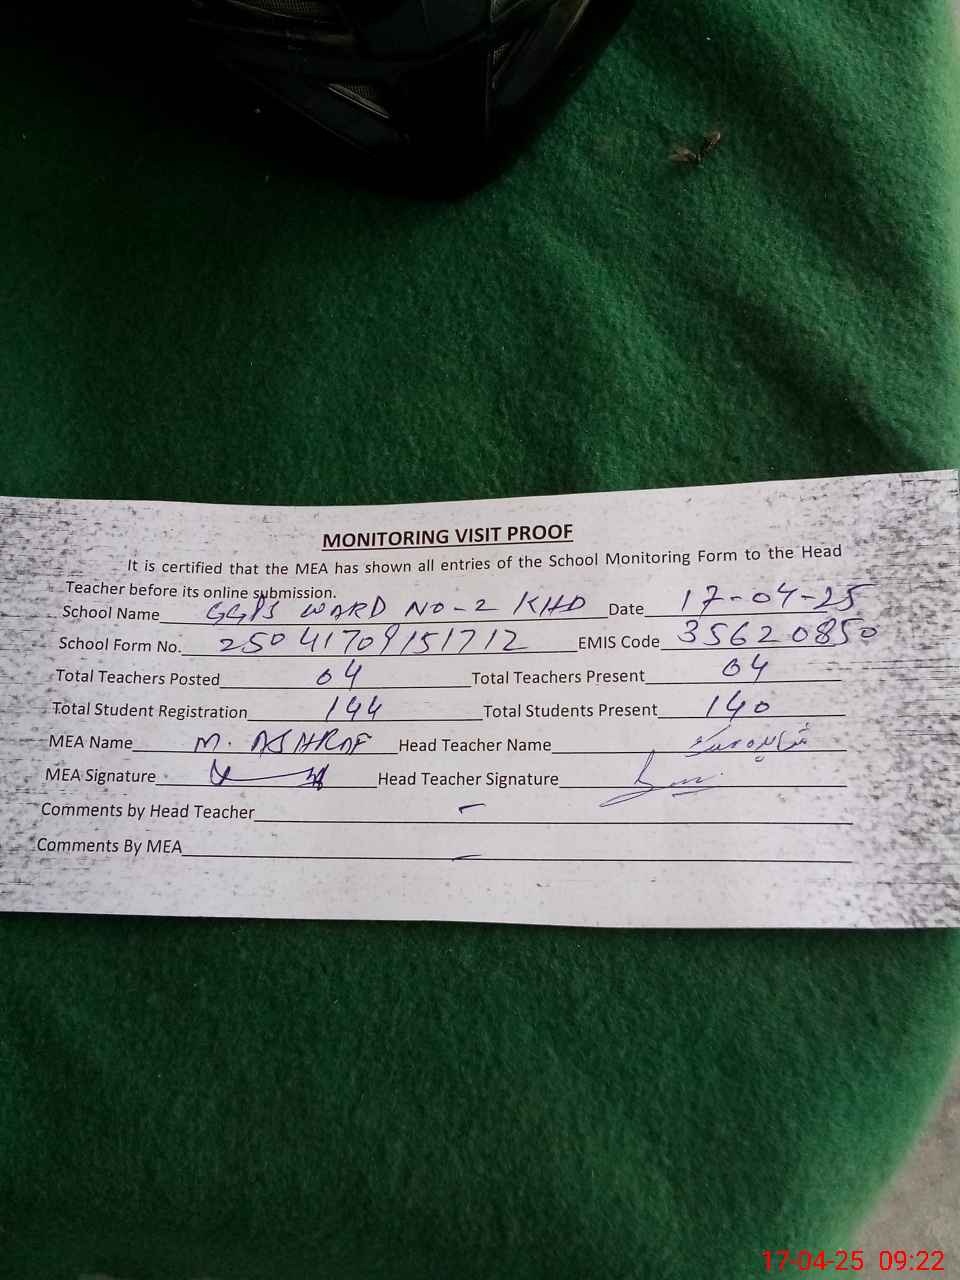 MONITORING VISIT PROOF
It is certified that the MEA has shown all entries of the School Monitoring Form to the Head
Teacher before its online submission.
School Name GGPS WARD NO-2 KHD Date 17-04-25
School Form No. 25041709151712 EMIS Code 35620850
Total Teachers Posted 04 Total Teachers Present 04
Total Student Registration 144 Total Students Present 140
MEA Name M. ASHRAF Head Teacher Name
MEA Signature Head Teacher Signature
Comments by Head Teacher -
Comments By MEA -
17-04-25 09:22